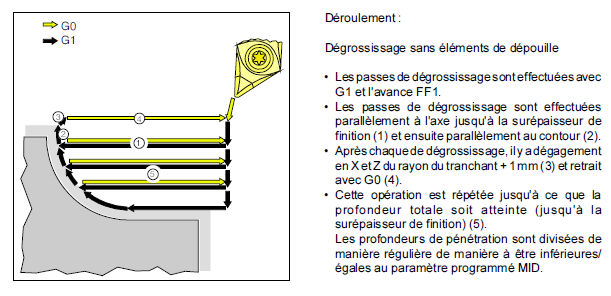 G0
G1
3
4
2
1
5
Déroulement :
Dégrossissage sans éléments de dépouille
• Les passes de dégrossissage sont effectuées avec
G1 et l'avance FF1.
• Les passes de dégrossissage sont effectuées
parallèlement à l'axe jusqu'à la surépaisseur de
finition (1) et ensuite parallèlement au contour (2).
• Après chaque de dégrossissage, il y a dégagement
en X et Z du rayon du tranchant + 1 mm (3) et retrait
avec G0 (4).
• Cette opération est répétée jusqu'à ce que la
profondeur totale soit atteinte (jusqu'à la
surépaisseur de finition) (5).
Les profondeurs de pénétration sont divisées de
manière régulière de manière à être inférieures/
égales au paramètre programmé MID.